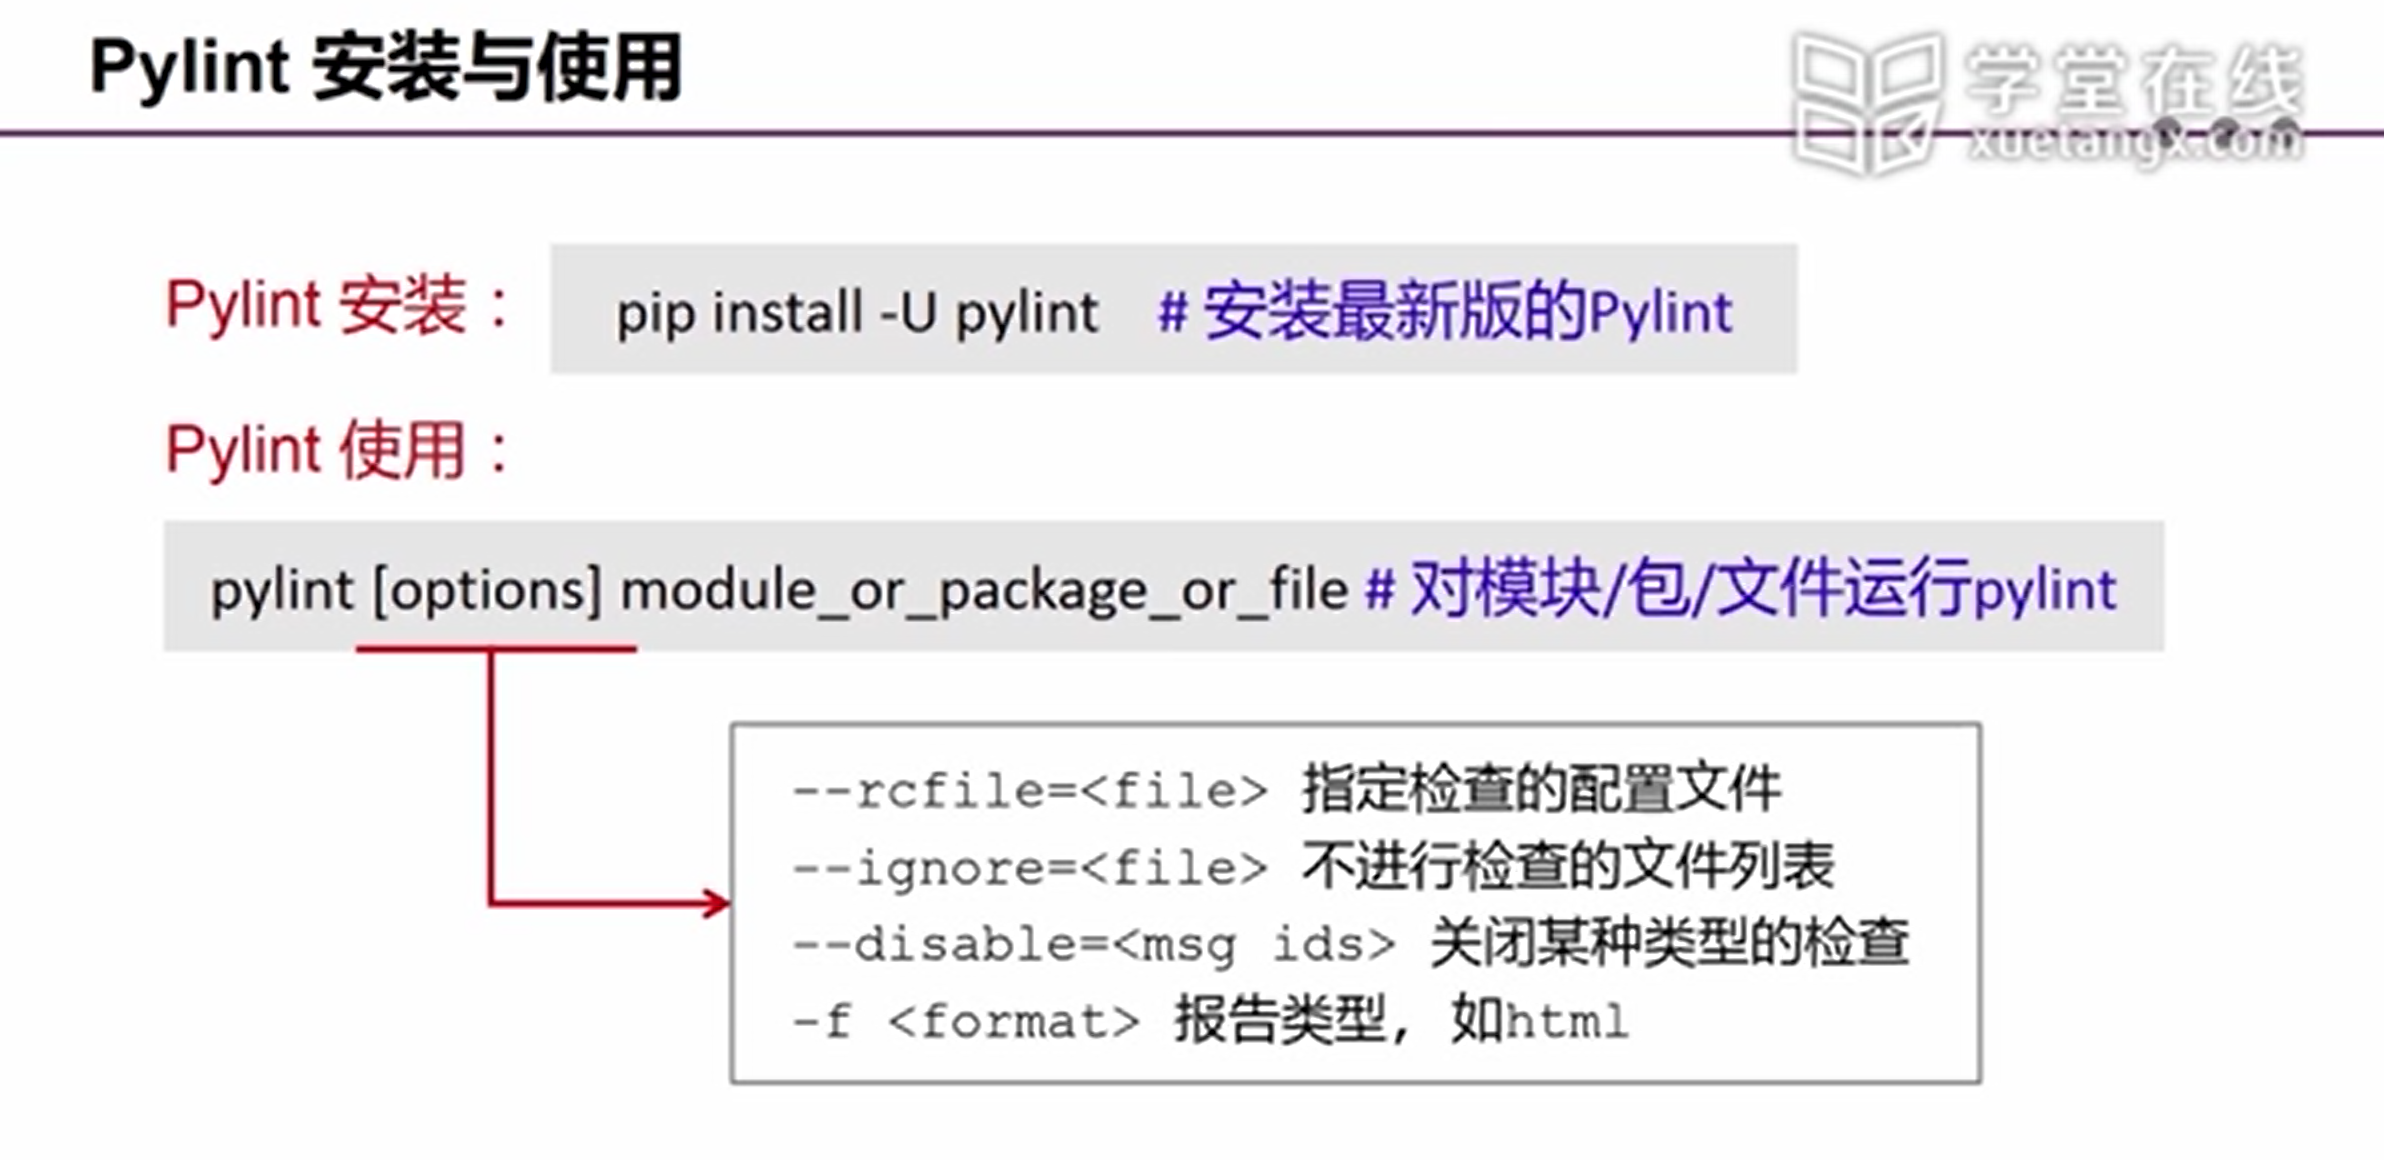 Pylint 安装与使用
学堂在线
xuetangx.com
Pylint 安装：
pip install -U pylint # 安装最新版的Pylint
Pylint 使用：
pylint [options] module_or_package_or_file # 对模块/包/文件运行pylint
--rcfile=<file> 指定检查的配置文件
--ignore=<file> 不进行检查的文件列表
--disable=<msg ids> 关闭某种类型的检查
-f <format> 报告类型，如html